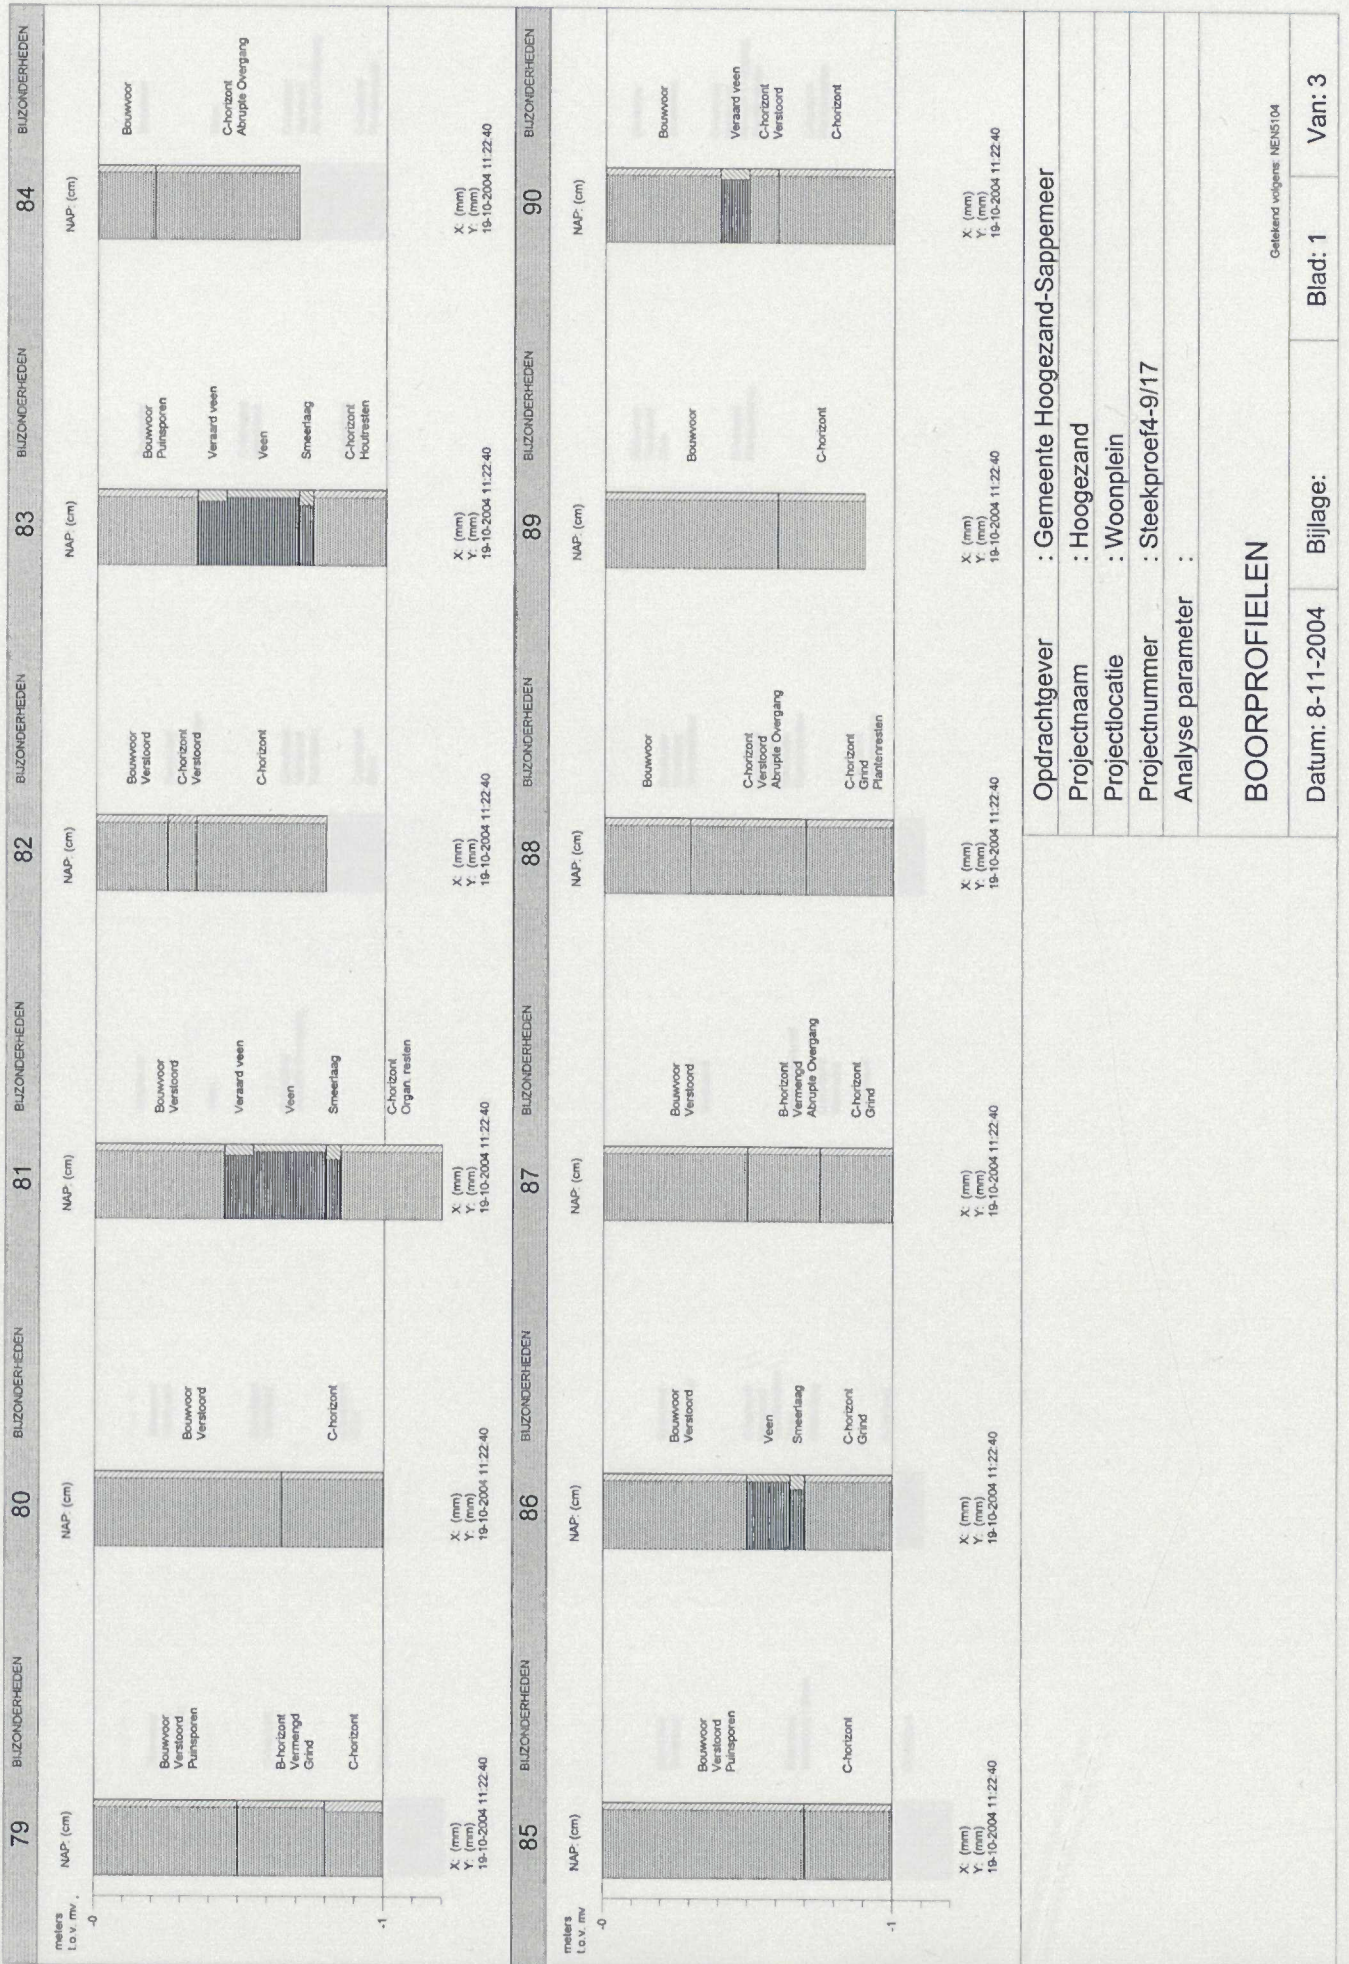 79 BIJZONDERHEDEN 80 BIJZONDERHEDEN 81 BIJZONDERHEDEN 82 BIJZONDERHEDEN 83 BIJZONDERHEDEN 84 BIJZONDERHEDEN
meters
t.o.v. mv.
-0
-1
NAP: (cm)
Bouwvoor
Verstoord
Puinsporen
B-horizont
Vermengd
Grind
C-horizont
X: (mm)
Y: (mm)
19-10-2004 11:22:40
NAP: (cm)
Bouwvoor
Verstoord
C-horizont
X: (mm)
Y: (mm)
19-10-2004 11:22:40
NAP: (cm)
Bouwvoor
Verstoord
Veraard veen
Veen
Smeerlaag
C-horizont
Organ. resten
X: (mm)
Y: (mm)
19-10-2004 11:22:40
NAP: (cm)
Bouwvoor
Verstoord
C-horizont
Verstoord
C-horizont
X: (mm)
Y: (mm)
19-10-2004 11:22:40
NAP: (cm)
Bouwvoor
Puinsporen
Veraard veen
Veen
Smeerlaag
C-horizont
Houtresten
X: (mm)
Y: (mm)
19-10-2004 11:22:40
NAP: (cm)
Bouwvoor
C-horizont
Abrupte Overgang
X: (mm)
Y: (mm)
19-10-2004 11:22:40
85 BIJZONDERHEDEN 86 BIJZONDERHEDEN 87 BIJZONDERHEDEN 88 BIJZONDERHEDEN 89 BIJZONDERHEDEN 90 BIJZONDERHEDEN
meters
t.o.v. mv
-0
-1
NAP: (cm)
Bouwvoor
Verstoord
Puinsporen
C-horizont
X: (mm)
Y: (mm)
19-10-2004 11:22:40
NAP: (cm)
Bouwvoor
Verstoord
Veen
Smeerlaag
C-horizont
Grind
X: (mm)
Y: (mm)
19-10-2004 11:22:40
NAP: (cm)
Bouwvoor
Verstoord
B-horizont
Vermengd
Abrupte Overgang
C-horizont
Grind
X: (mm)
Y: (mm)
19-10-2004 11:22:40
NAP: (cm)
Bouwvoor
C-horizont
Verstoord
Abrupte Overgang
C-horizont
Grind
Plantenresten
X: (mm)
Y: (mm)
19-10-2004 11:22:40
NAP: (cm)
Bouwvoor
C-horizont
X: (mm)
Y: (mm)
19-10-2004 11:22:40
NAP: (cm)
Bouwvoor
Veraard veen
C-horizont
Verstoord
C-horizont
X: (mm)
Y: (mm)
19-10-2004 11:22:40
Opdrachtgever : Gemeente Hoogezand-Sappemeer
Projectnaam : Hoogezand
Projectlocatie : Woonplein
Projectnummer : Steekproef4-9/17
Analyse parameter :
BOORPROFIELEN
Getekend volgens: NEN5104
Datum: 8-11-2004 Bijlage: Blad: 1 Van: 3